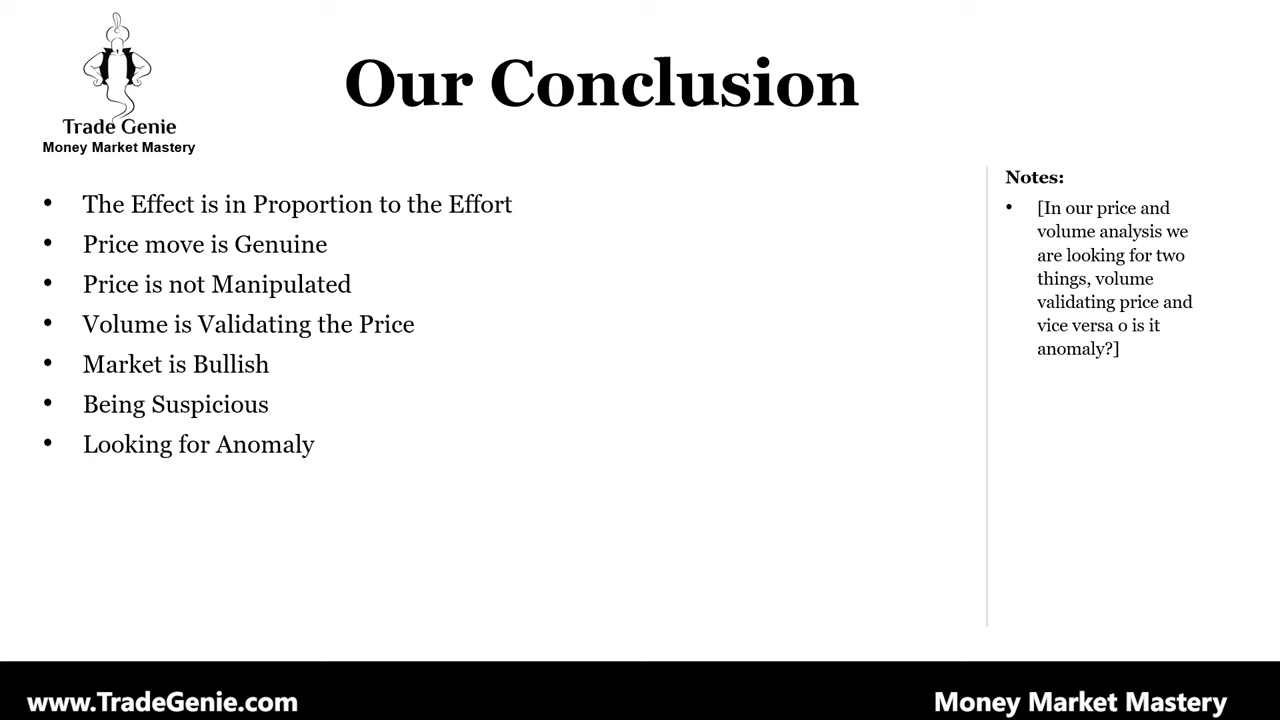 Trade Genie
Money Market Mastery
Our Conclusion
• The Effect is in Proportion to the Effort
• Price move is Genuine
• Price is not Manipulated
• Volume is Validating the Price
• Market is Bullish
• Being Suspicious
• Looking for Anomaly
Notes:
• [In our price and
volume analysis we
are looking for two
things, volume
validating price and
vice versa o is it
anomaly?]
www.TradeGenie.com
Money Market Mastery